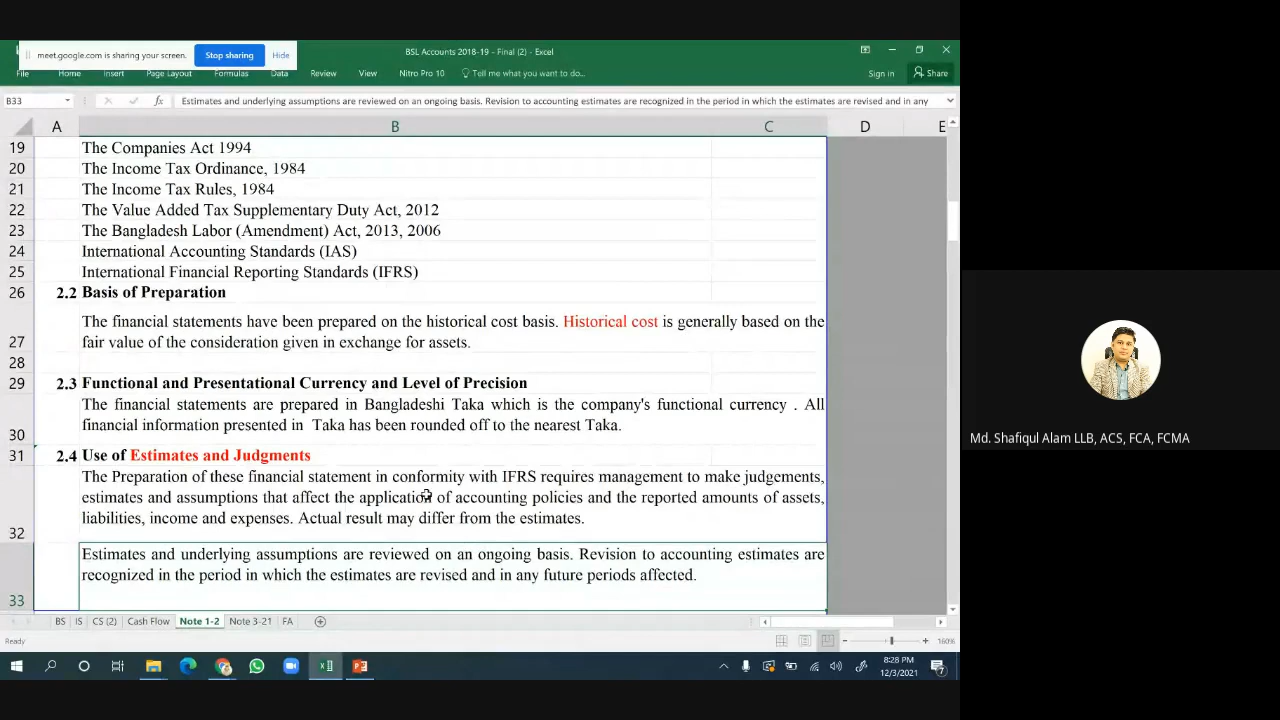 meet.google.com is sharing your screen. Stop sharing Hide
BSL Accounts 2018-19 - Final (2) - Excel
File Home Insert Page Layout Formulas Data Review View Nitro Pro 10 Tell me what you want to do... Sign in Share
B33 fx Estimates and underlying assumptions are reviewed on an ongoing basis. Revision to accounting estimates are recognized in the period in which the estimates are revised and in any
A B C D E
19 The Companies Act 1994
20 The Income Tax Ordinance, 1984
21 The Income Tax Rules, 1984
22 The Value Added Tax Supplementary Duty Act, 2012
23 The Bangladesh Labor (Amendment) Act, 2013, 2006
24 International Accounting Standards (IAS)
25 International Financial Reporting Standards (IFRS)
26 2.2 Basis of Preparation
The financial statements have been prepared on the historical cost basis. Historical cost is generally based on the
27 fair value of the consideration given in exchange for assets.
28
29 2.3 Functional and Presentational Currency and Level of Precision
The financial statements are prepared in Bangladeshi Taka which is the company's functional currency . All
30 financial information presented in Taka has been rounded off to the nearest Taka.
31 2.4 Use of Estimates and Judgments
The Preparation of these financial statement in conformity with IFRS requires management to make judgements,
estimates and assumptions that affect the application of accounting policies and the reported amounts of assets,
liabilities, income and expenses. Actual result may differ from the estimates.
32
Estimates and underlying assumptions are reviewed on an ongoing basis. Revision to accounting estimates are
recognized in the period in which the estimates are revised and in any future periods affected.
33
BS IS CS (2) Cash Flow Note 1-2 Note 3-21 FA
Ready 160%
8:28 PM
12/3/2021
7
Md. Shafiqul Alam LLB, ACS, FCA, FCMA